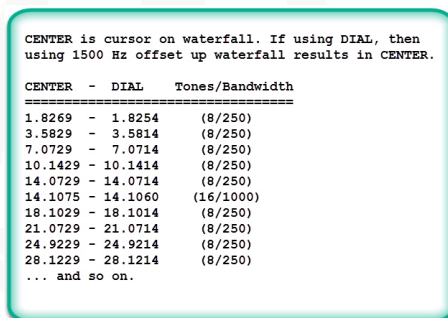 CENTER is cursor on waterfall. If using DIAL, then
using 1500 Hz offset up waterfall results in CENTER.
CENTER - DIAL Tones/Bandwidth
==================================
1.8269 - 1.8254 (8/250)
3.5829 - 3.5814 (8/250)
7.0729 - 7.0714 (8/250)
10.1429 - 10.1414 (8/250)
14.0729 - 14.0714 (8/250)
14.1075 - 14.1060 (16/1000)
18.1029 - 18.1014 (8/250)
21.0729 - 21.0714 (8/250)
24.9229 - 24.9214 (8/250)
28.1229 - 28.1214 (8/250)
... and so on.